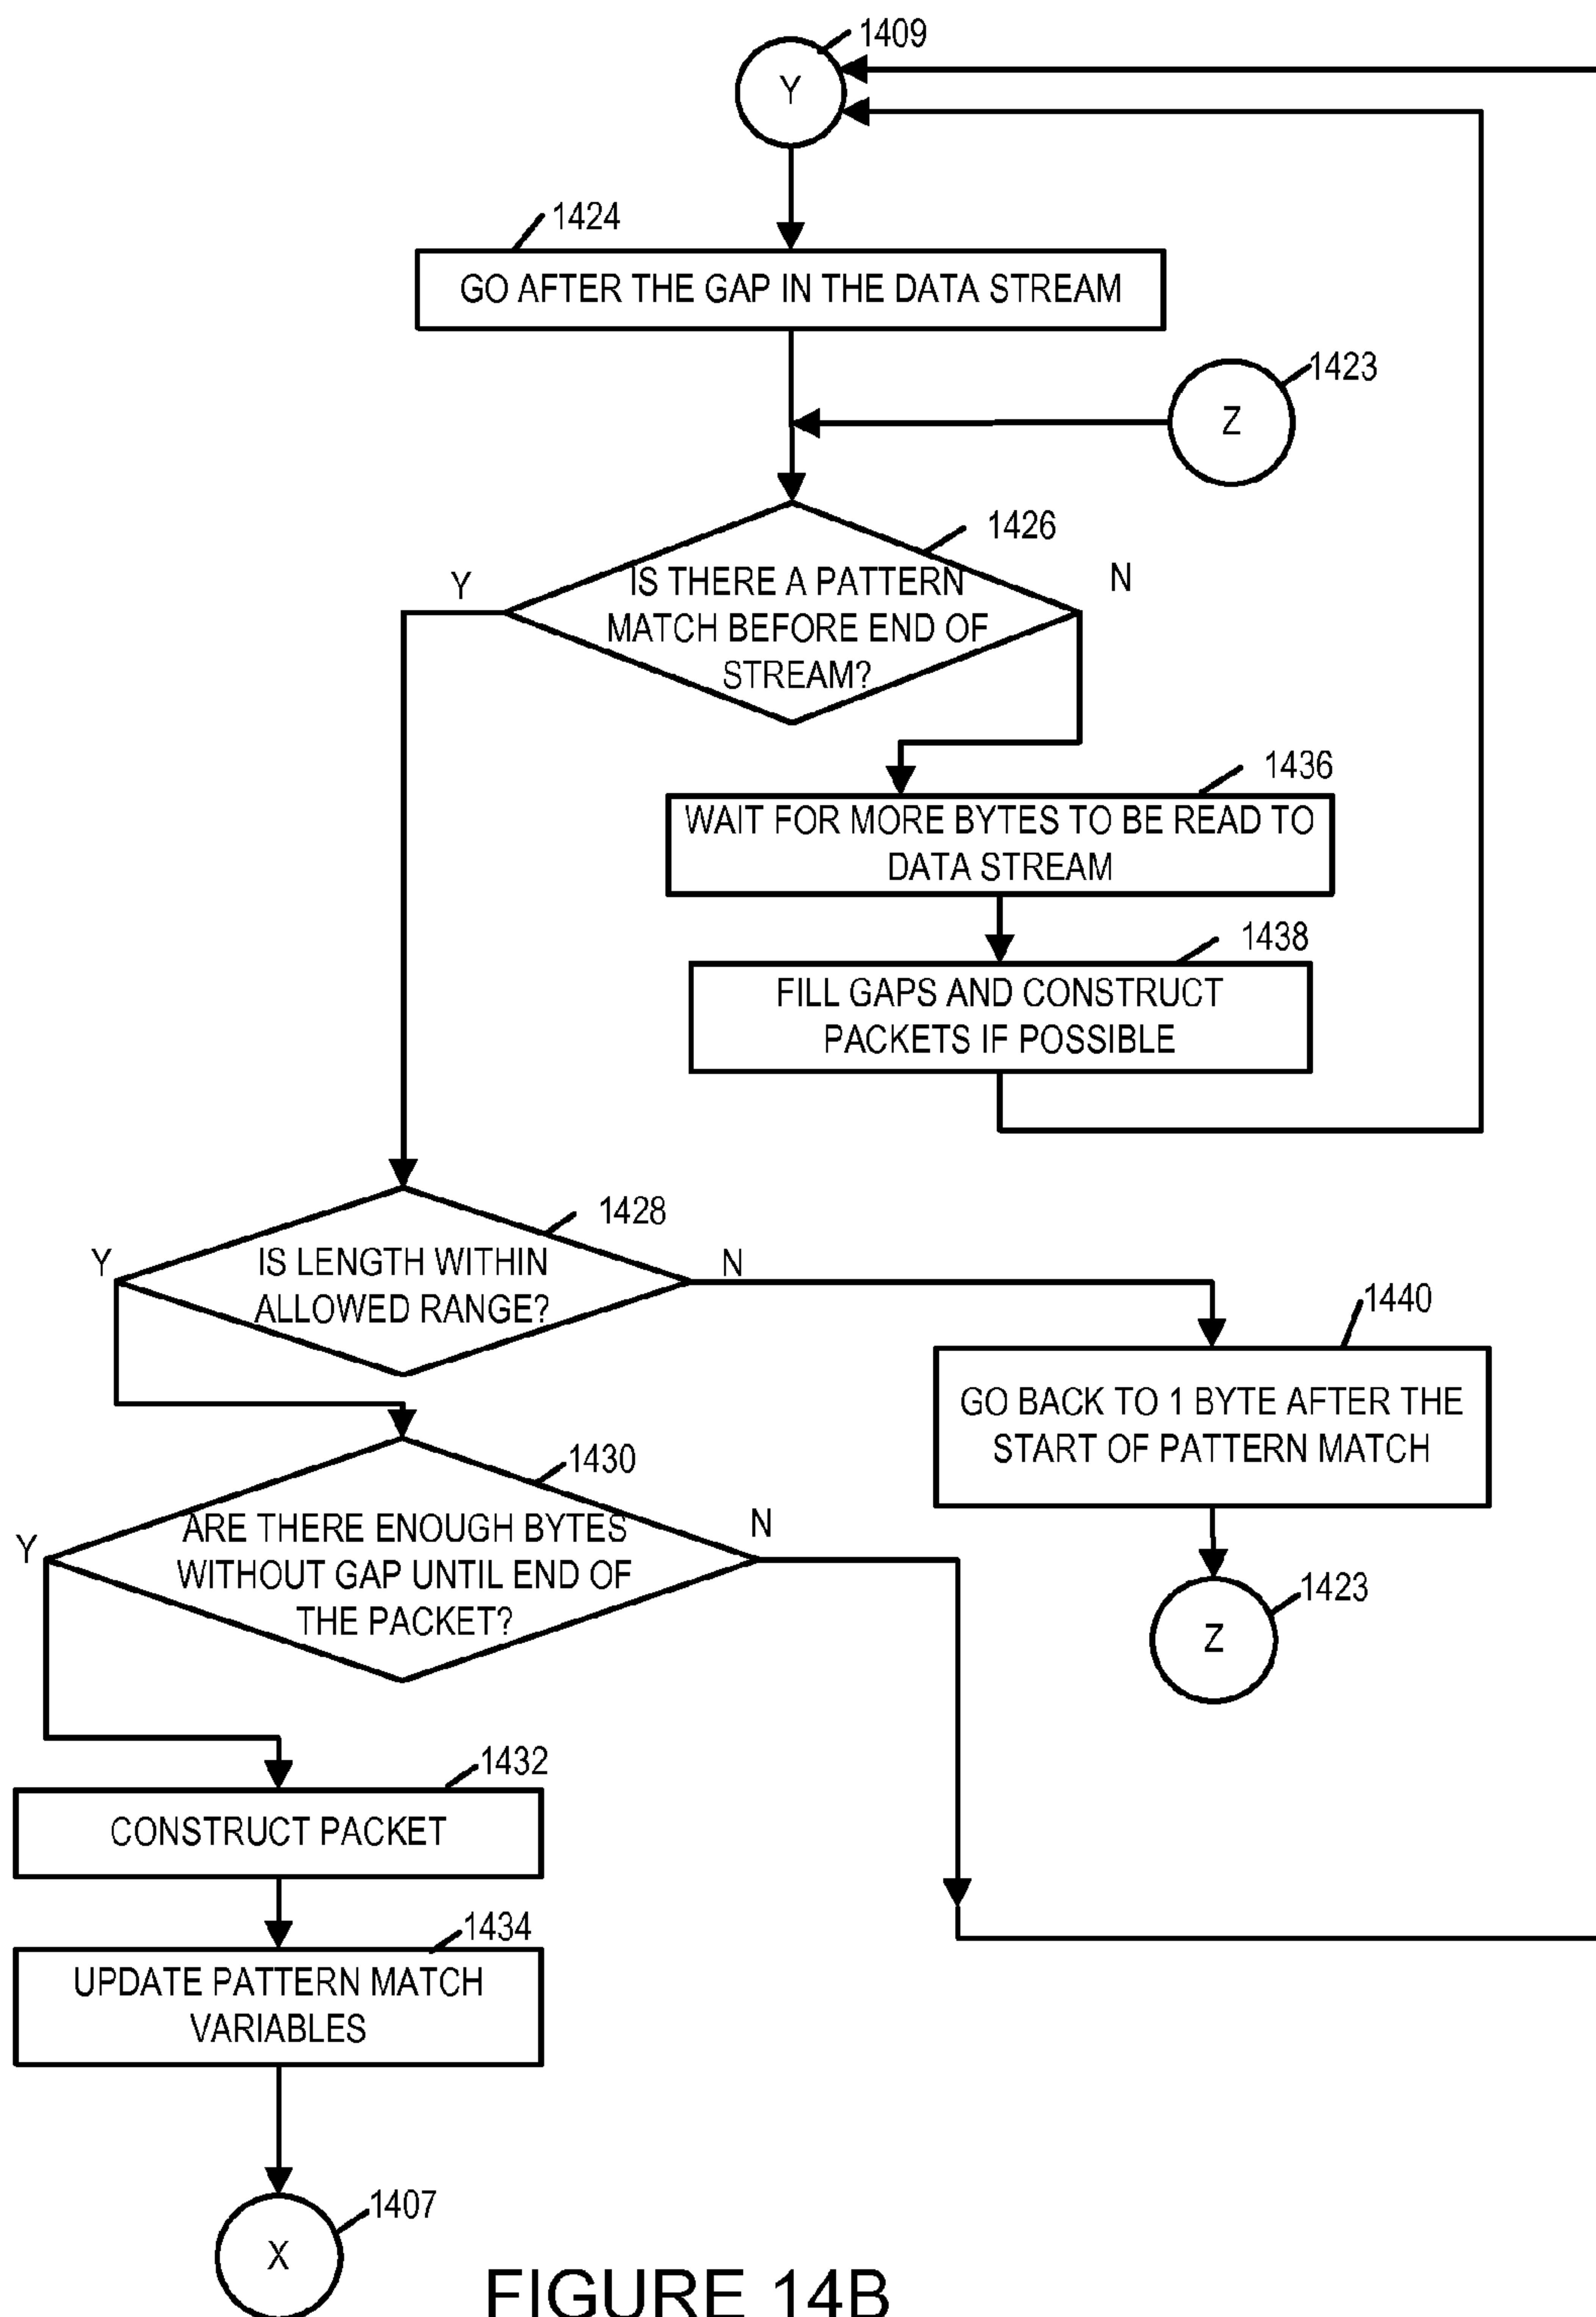 1409
Y
1424
GO AFTER THE GAP IN THE DATA STREAM
1423
Z
1426
Y
N
IS THERE A PATTERN
MATCH BEFORE END OF
STREAM?
1436
WAIT FOR MORE BYTES TO BE READ TO
DATA STREAM
1438
FILL GAPS AND CONSTRUCT
PACKETS IF POSSIBLE
1428
Y
IS LENGTH WITHIN
ALLOWED RANGE?
N
1440
GO BACK TO 1 BYTE AFTER THE
START OF PATTERN MATCH
1430
Y
ARE THERE ENOUGH BYTES
WITHOUT GAP UNTIL END OF
THE PACKET?
N
1423
Z
1432
CONSTRUCT PACKET
1434
UPDATE PATTERN MATCH
VARIABLES
1407
X
FIGURE 14B